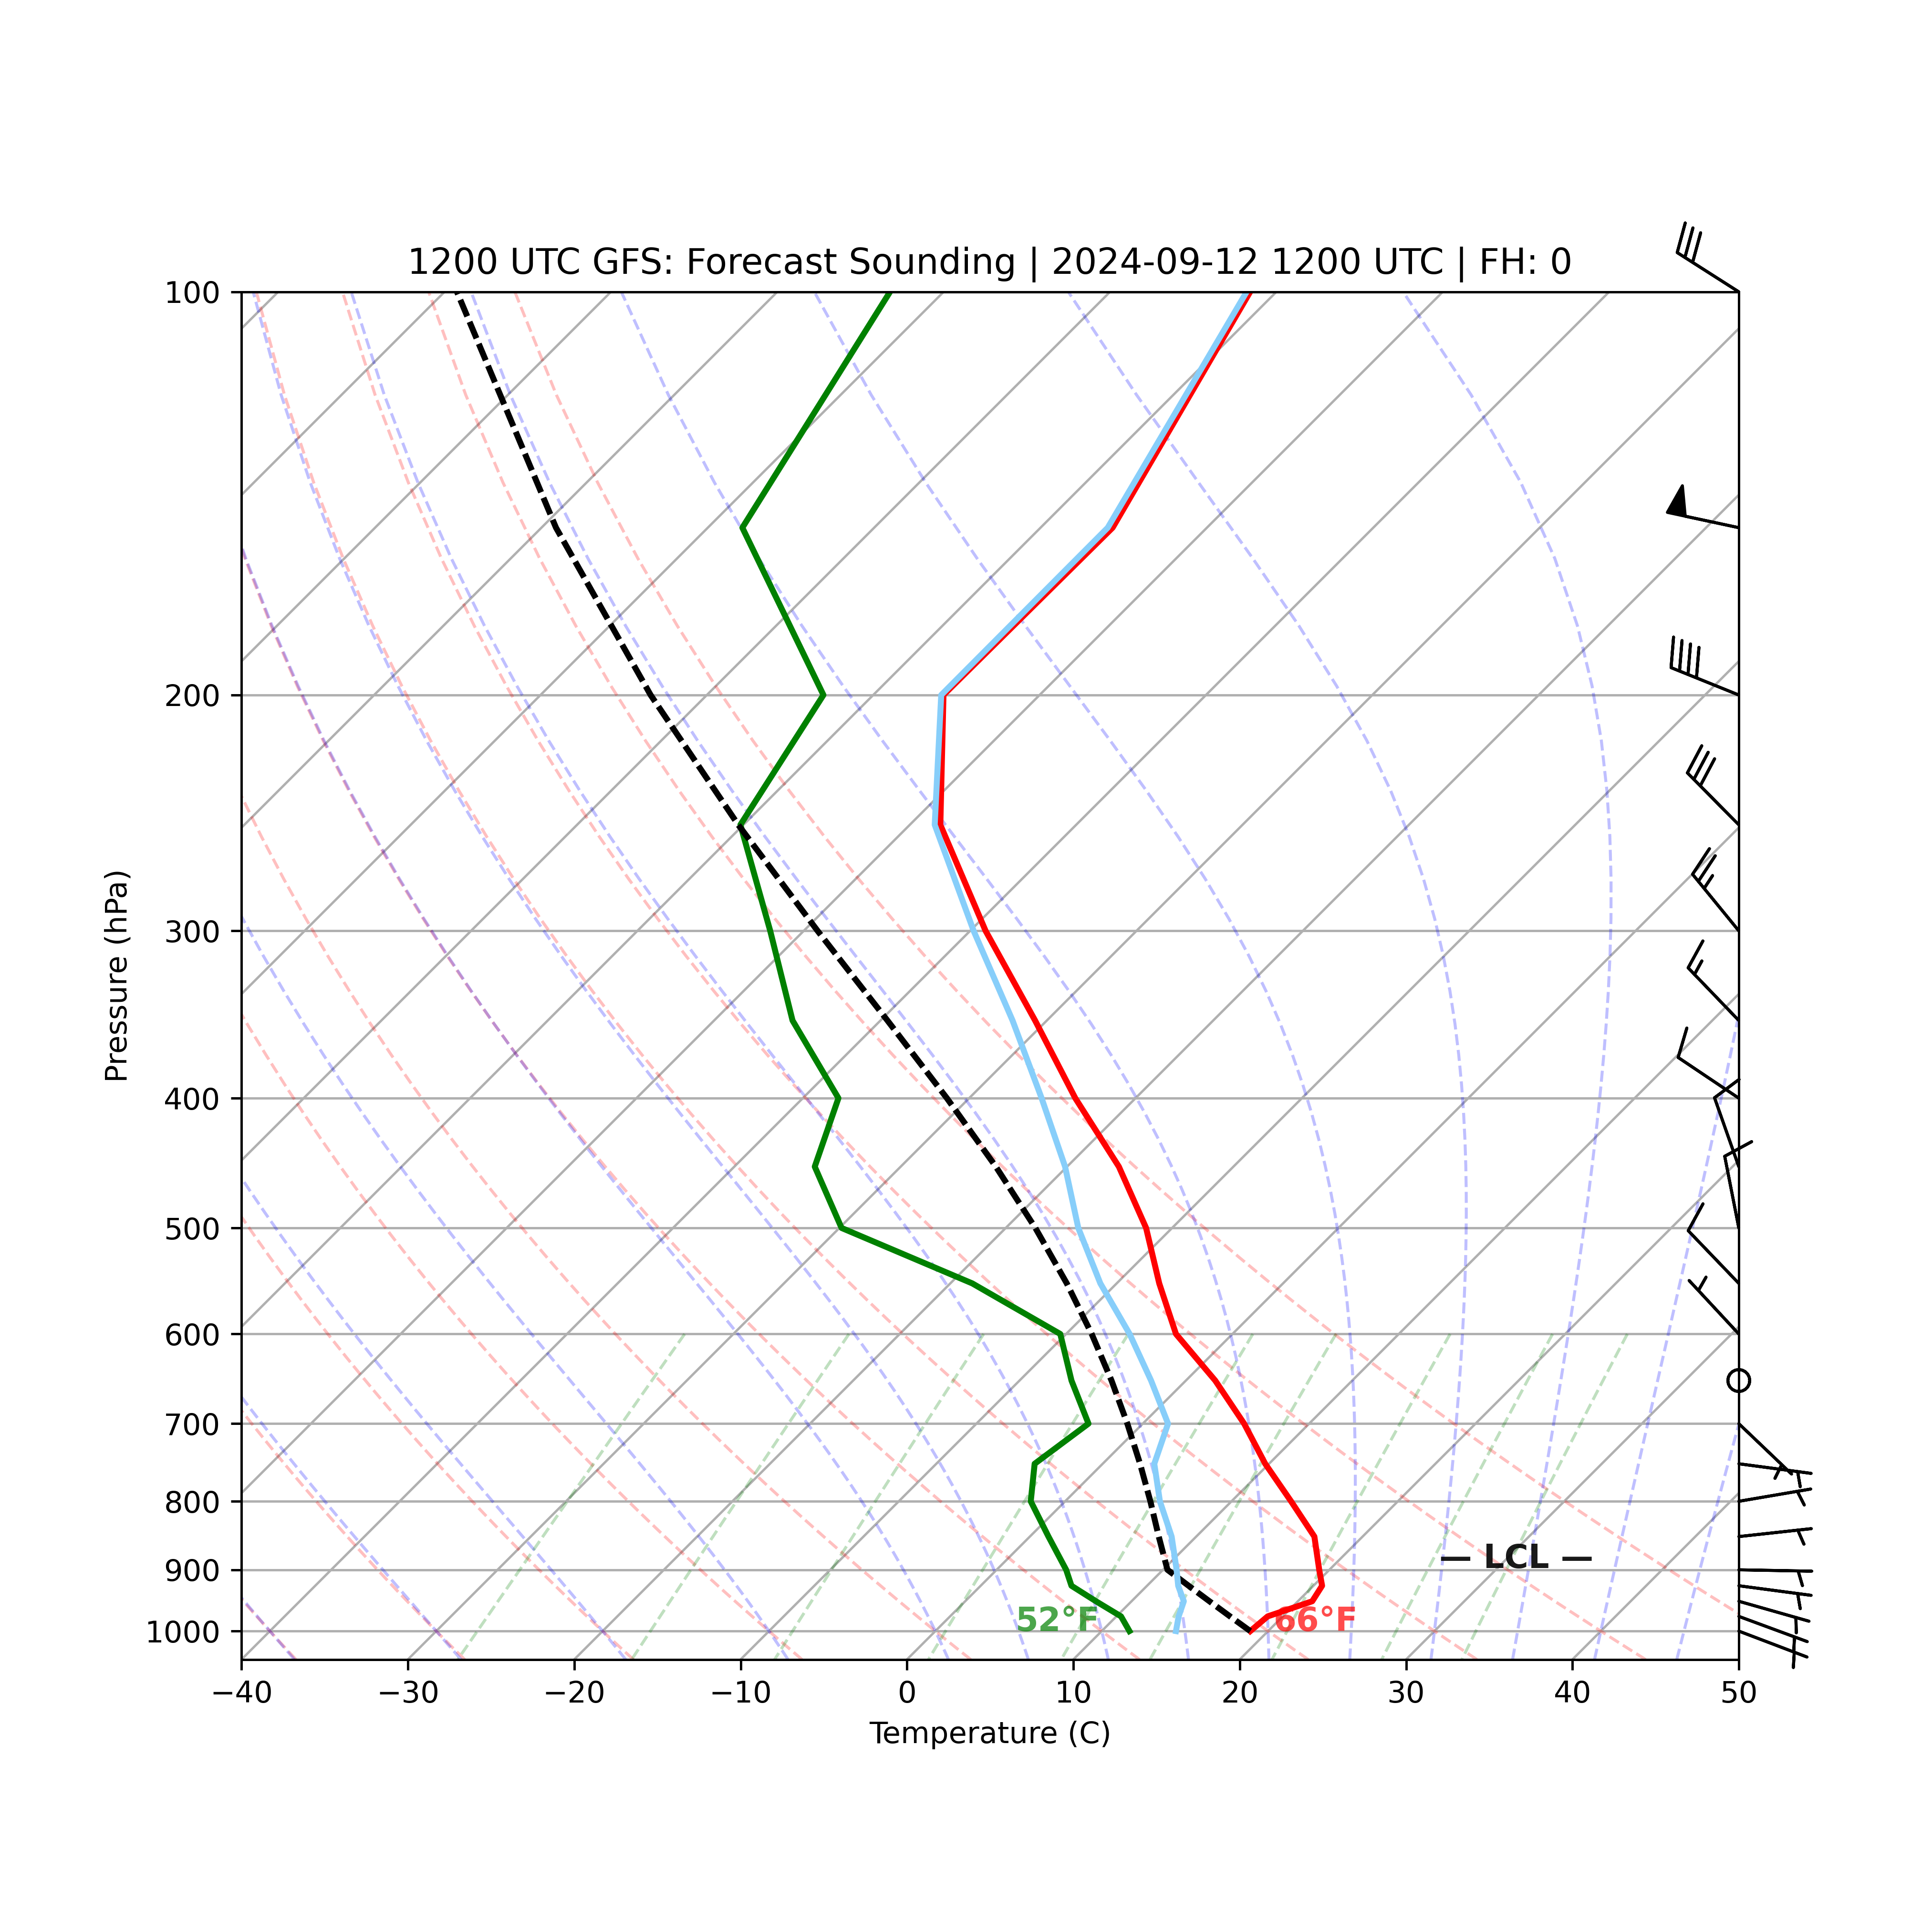 1200 UTC GFS: Forecast Sounding | 2024-09-12 1200 UTC | FH: 0
100
200
300
400
500
600
700
800
900
1000
Pressure (hPa)
— LCL —
52°F
66°F
−40 −30 −20 −10 0 10 20 30 40 50
Temperature (C)